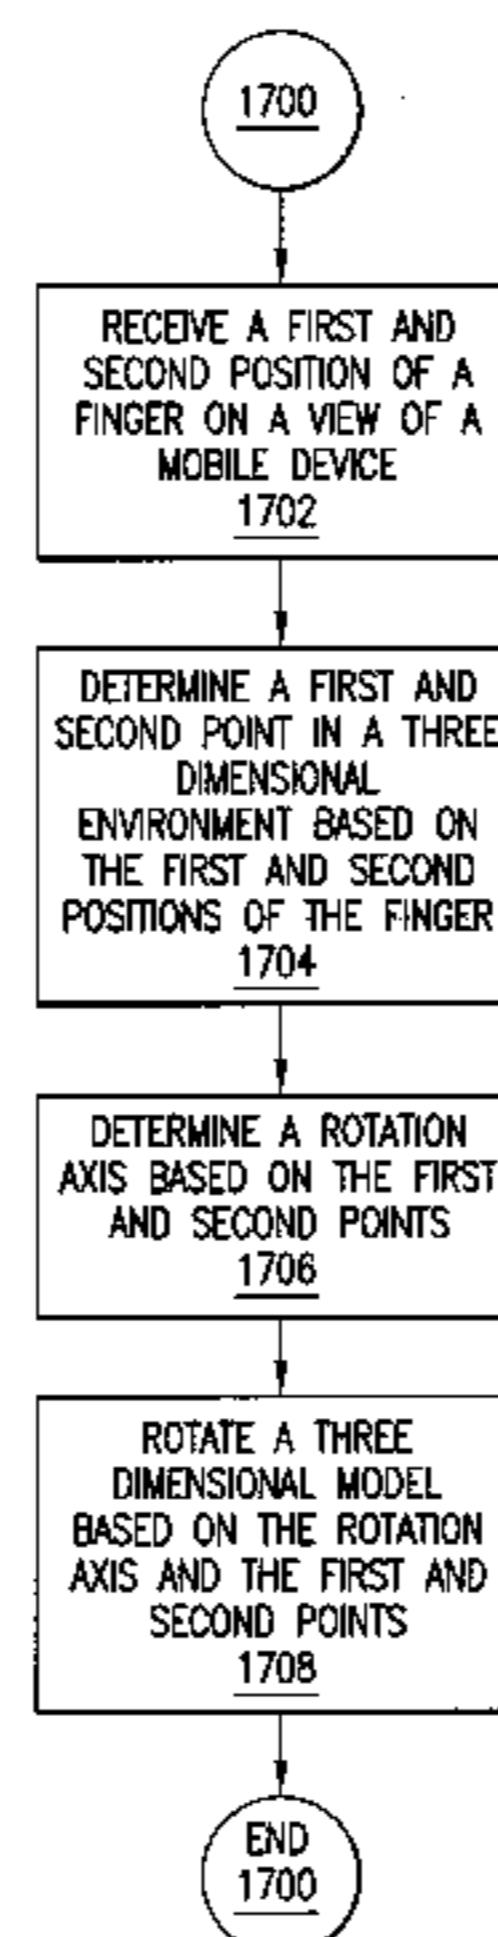 1700
RECEIVE A FIRST AND
SECOND POSITION OF A
FINGER ON A VIEW OF A
MOBILE DEVICE
1702
DETERMINE A FIRST AND
SECOND POINT IN A THREE
DIMENSIONAL
ENVIRONMENT BASED ON
THE FIRST AND SECOND
POSITIONS OF THE FINGER
1704
DETERMINE A ROTATION
AXIS BASED ON THE FIRST
AND SECOND POINTS
1706
ROTATE A THREE
DIMENSIONAL MODEL
BASED ON THE ROTATION
AXIS AND THE FIRST AND
SECOND POINTS
1708
END
1700